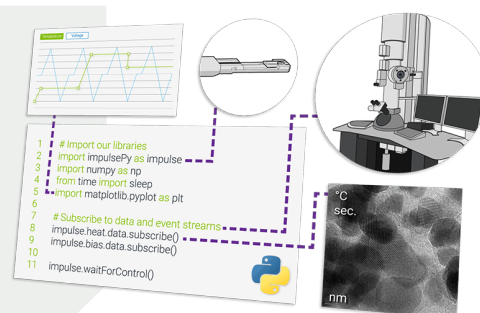 Temperature
Voltage
1 # Import our libraries
2 import impulsePy as impulse
3 import numpy as np
4 from time import sleep
5 import matplotlib.pyplot as plt
6
7 # Subscribe to data and event streams
8 impulse.heat.data.subscribe()
9 impulse.bias.data.subscribe()
10
11 impulse.waitForControl()
°C
sec.
nm